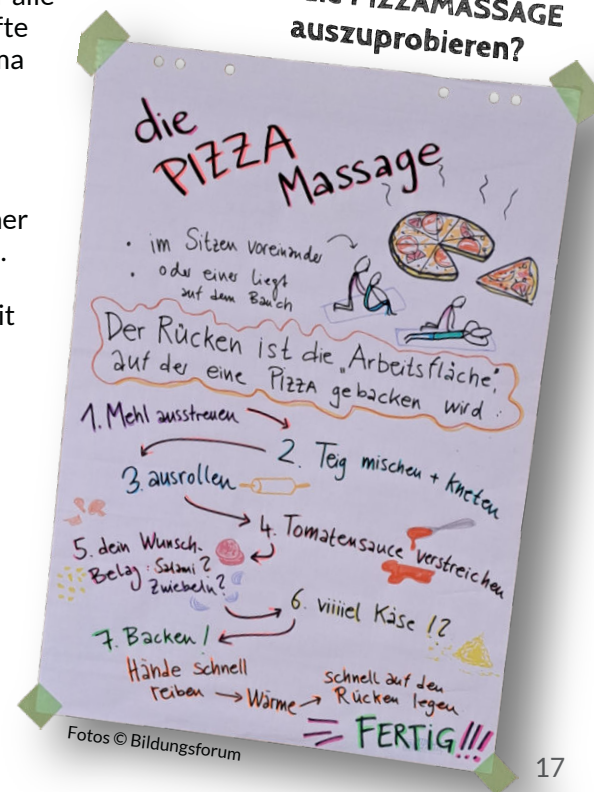 PIZZAMASSAGE
auszuprobieren?
alle
die
PIZZA
Massage
• im Sitzen voreinander
• oder einer liegt
auf dem Bauch
Der Rücken ist die „Arbeitsfläche“,
auf der eine Pizza gebacken wird.
1. Mehl ausstreuen
2. Teig mischen + kneten
3. ausrollen
4. Tomatensauce verstreichen
5. dein Wunsch-
Belag: Salami?
Zwiebeln?
6. viiiiel Käse !?
7. Backen!
Hände schnell
reiben → Wärme →
schnell auf den
Rücken legen
FERTIG!!!
Fotos © Bildungsforum
17